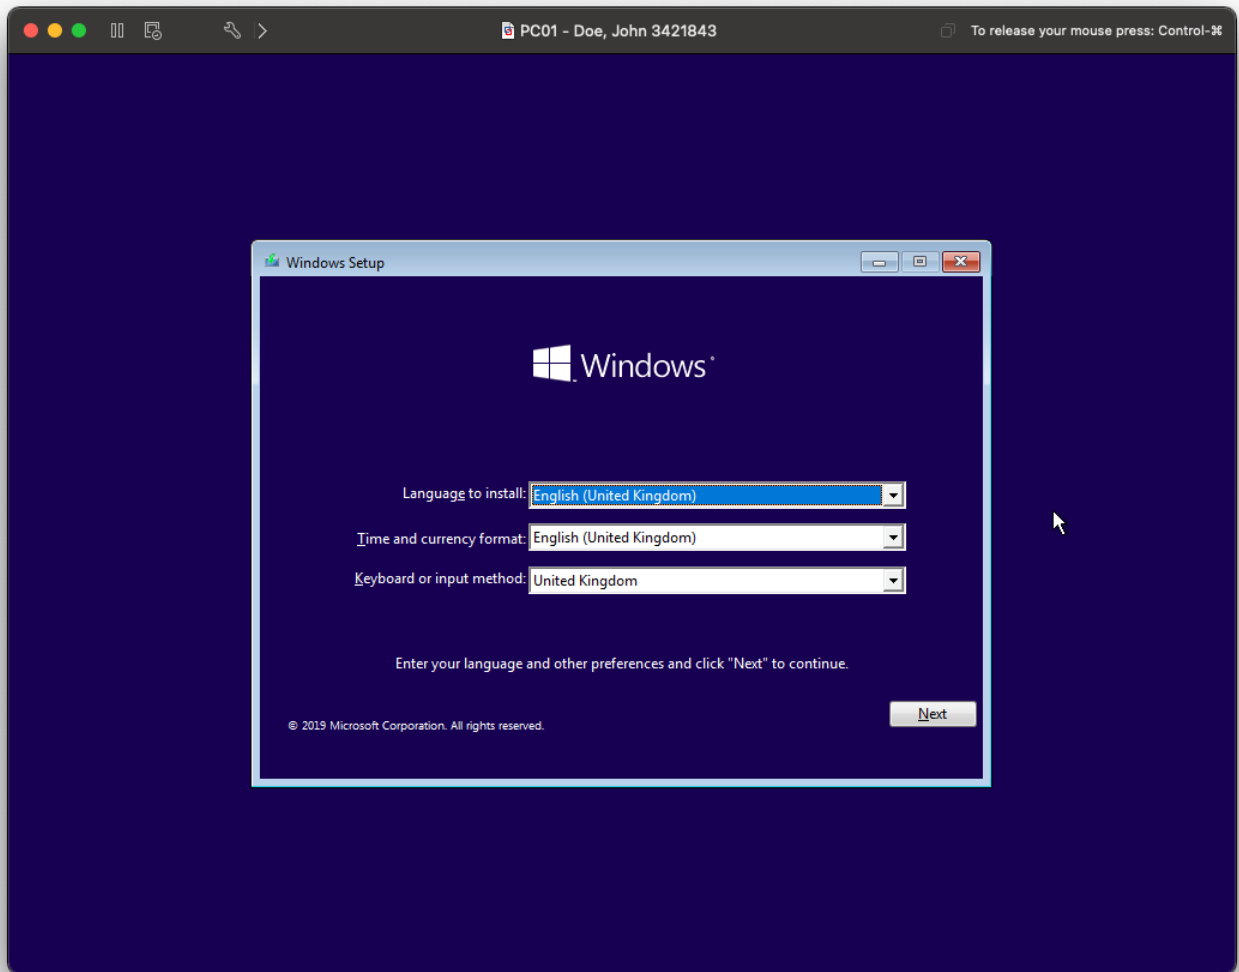 PC01 - Doe, John 3421843
To release your mouse press: Control-⌘
Windows Setup
Windows
Language to install: English (United Kingdom)
Time and currency format: English (United Kingdom)
Keyboard or input method: United Kingdom
Enter your language and other preferences and click "Next" to continue.
Next
© 2019 Microsoft Corporation. All rights reserved.